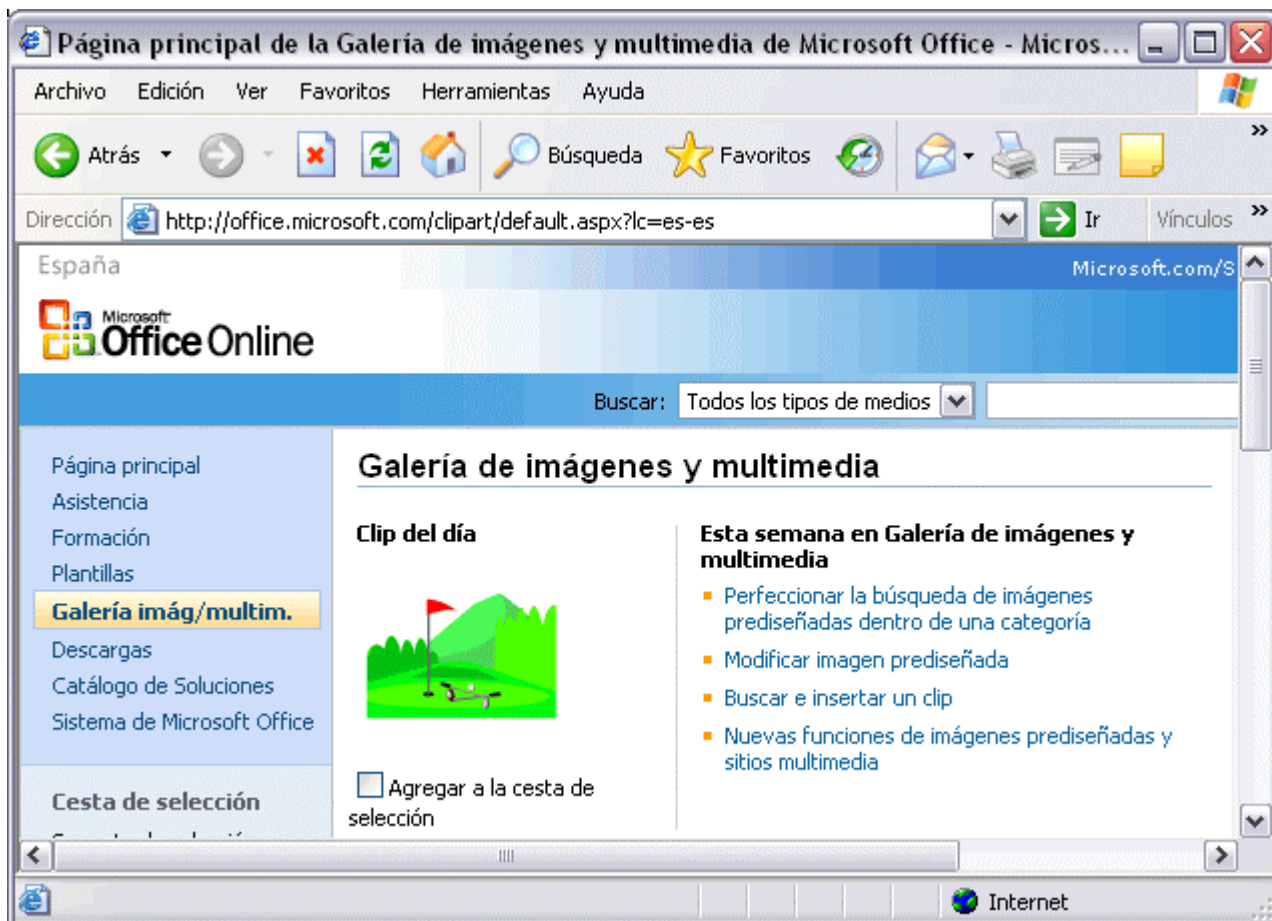 Página principal de la Galería de imágenes y multimedia de Microsoft Office - Micros...
Archivo Edición Ver Favoritos Herramientas Ayuda
Atrás Búsqueda Favoritos »
Dirección http://office.microsoft.com/clipart/default.aspx?lc=es-es Ir Vínculos »
España Microsoft.com/S
Microsoft
Office Online
Buscar: Todos los tipos de medios
Página principal
Asistencia
Formación
Plantillas
Galería imág/multim.
Descargas
Catálogo de Soluciones
Sistema de Microsoft Office
Cesta de selección
Galería de imágenes y multimedia
Clip del día
Agregar a la cesta de
selección
Esta semana en Galería de imágenes y
multimedia
Perfeccionar la búsqueda de imágenes
prediseñadas dentro de una categoría
Modificar imagen prediseñada
Buscar e insertar un clip
Nuevas funciones de imágenes prediseñadas y
sitios multimedia
Internet